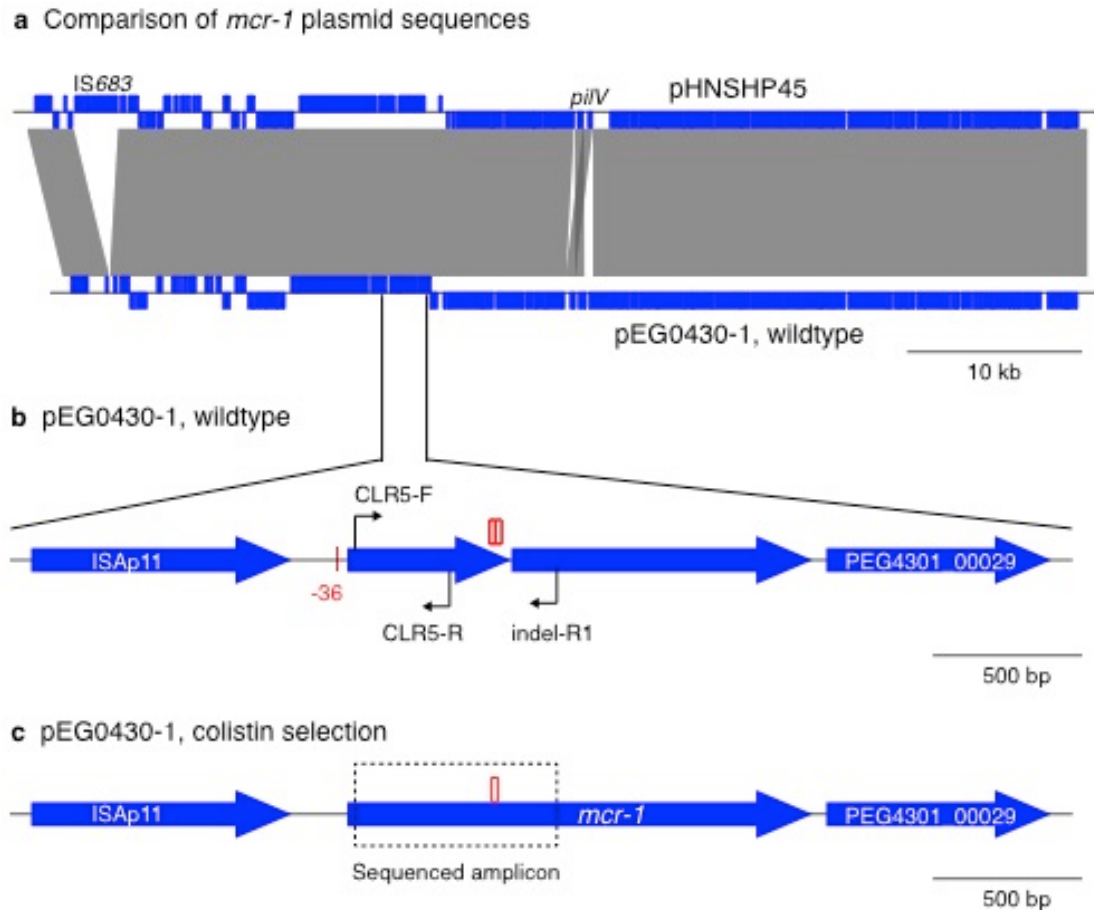 a Comparison of mcr-1 plasmid sequences
IS683
pilV
pHNSHP45
pEG0430-1, wildtype
10 kb
b pEG0430-1, wildtype
CLR5-F
ISAp11
PEG4301_00029
-36
CLR5-R
indel-R1
500 bp
c pEG0430-1, colistin selection
ISAp11
mcr-1
PEG4301_00029
Sequenced amplicon
500 bp